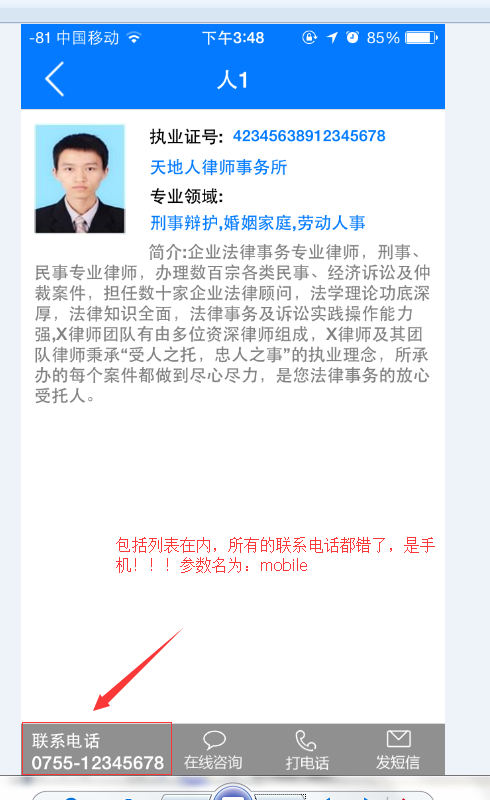 -81 中国移动 下午3:48 85%
人1
执业证号: 42345638912345678
天地人律师事务所
专业领域:
刑事辩护,婚姻家庭,劳动人事
简介:企业法律事务专业律师，刑事、
民事专业律师，办理数百宗各类民事、经济诉讼及仲
裁案件，担任数十家企业法律顾问，法学理论功底深
厚，法律知识全面，法律事务及诉讼实践操作能力
强,X律师团队有由多位资深律师组成，X律师及其团
队律师秉承“受人之托，忠人之事”的执业理念，所承
办的每个案件都做到尽心尽力，是您法律事务的放心
受托人。
包括列表在内，所有的联系电话都错了，是手
机！！！参数名为：mobile
联系电话
0755-12345678
在线咨询 打电话 发短信